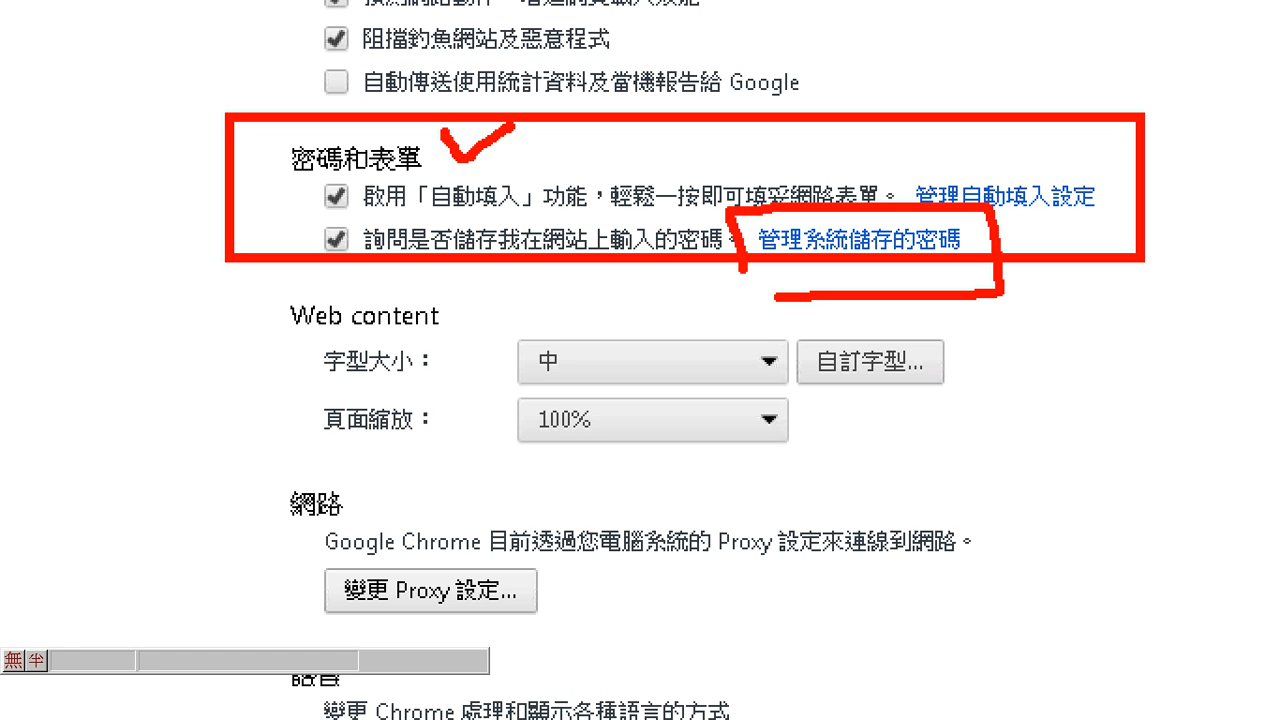 阻擋釣魚網站及惡意程式
自動傳送使用統計資料及當機報告給 Google
密碼和表單
啟用「自動填入」功能，輕鬆一按即可填妥網路表單。 管理自動填入設定
詢問是否儲存我在網站上輸入的密碼。 管理系統儲存的密碼
Web content
字型大小： 中 自訂字型...
頁面縮放： 100%
網路
Google Chrome 目前透過您電腦系統的 Proxy 設定來連線到網路。
變更 Proxy 設定...
無半
變更 Chrome 處理和顯示各種語言的方式